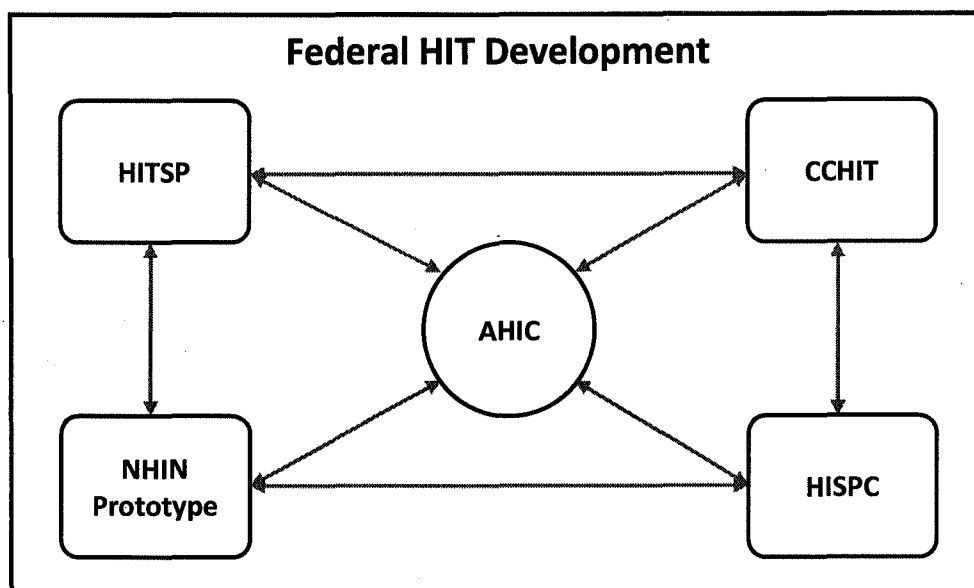 Federal HIT Development
HITSP
CCHIT
AHIC
NHIN
Prototype
HISPC